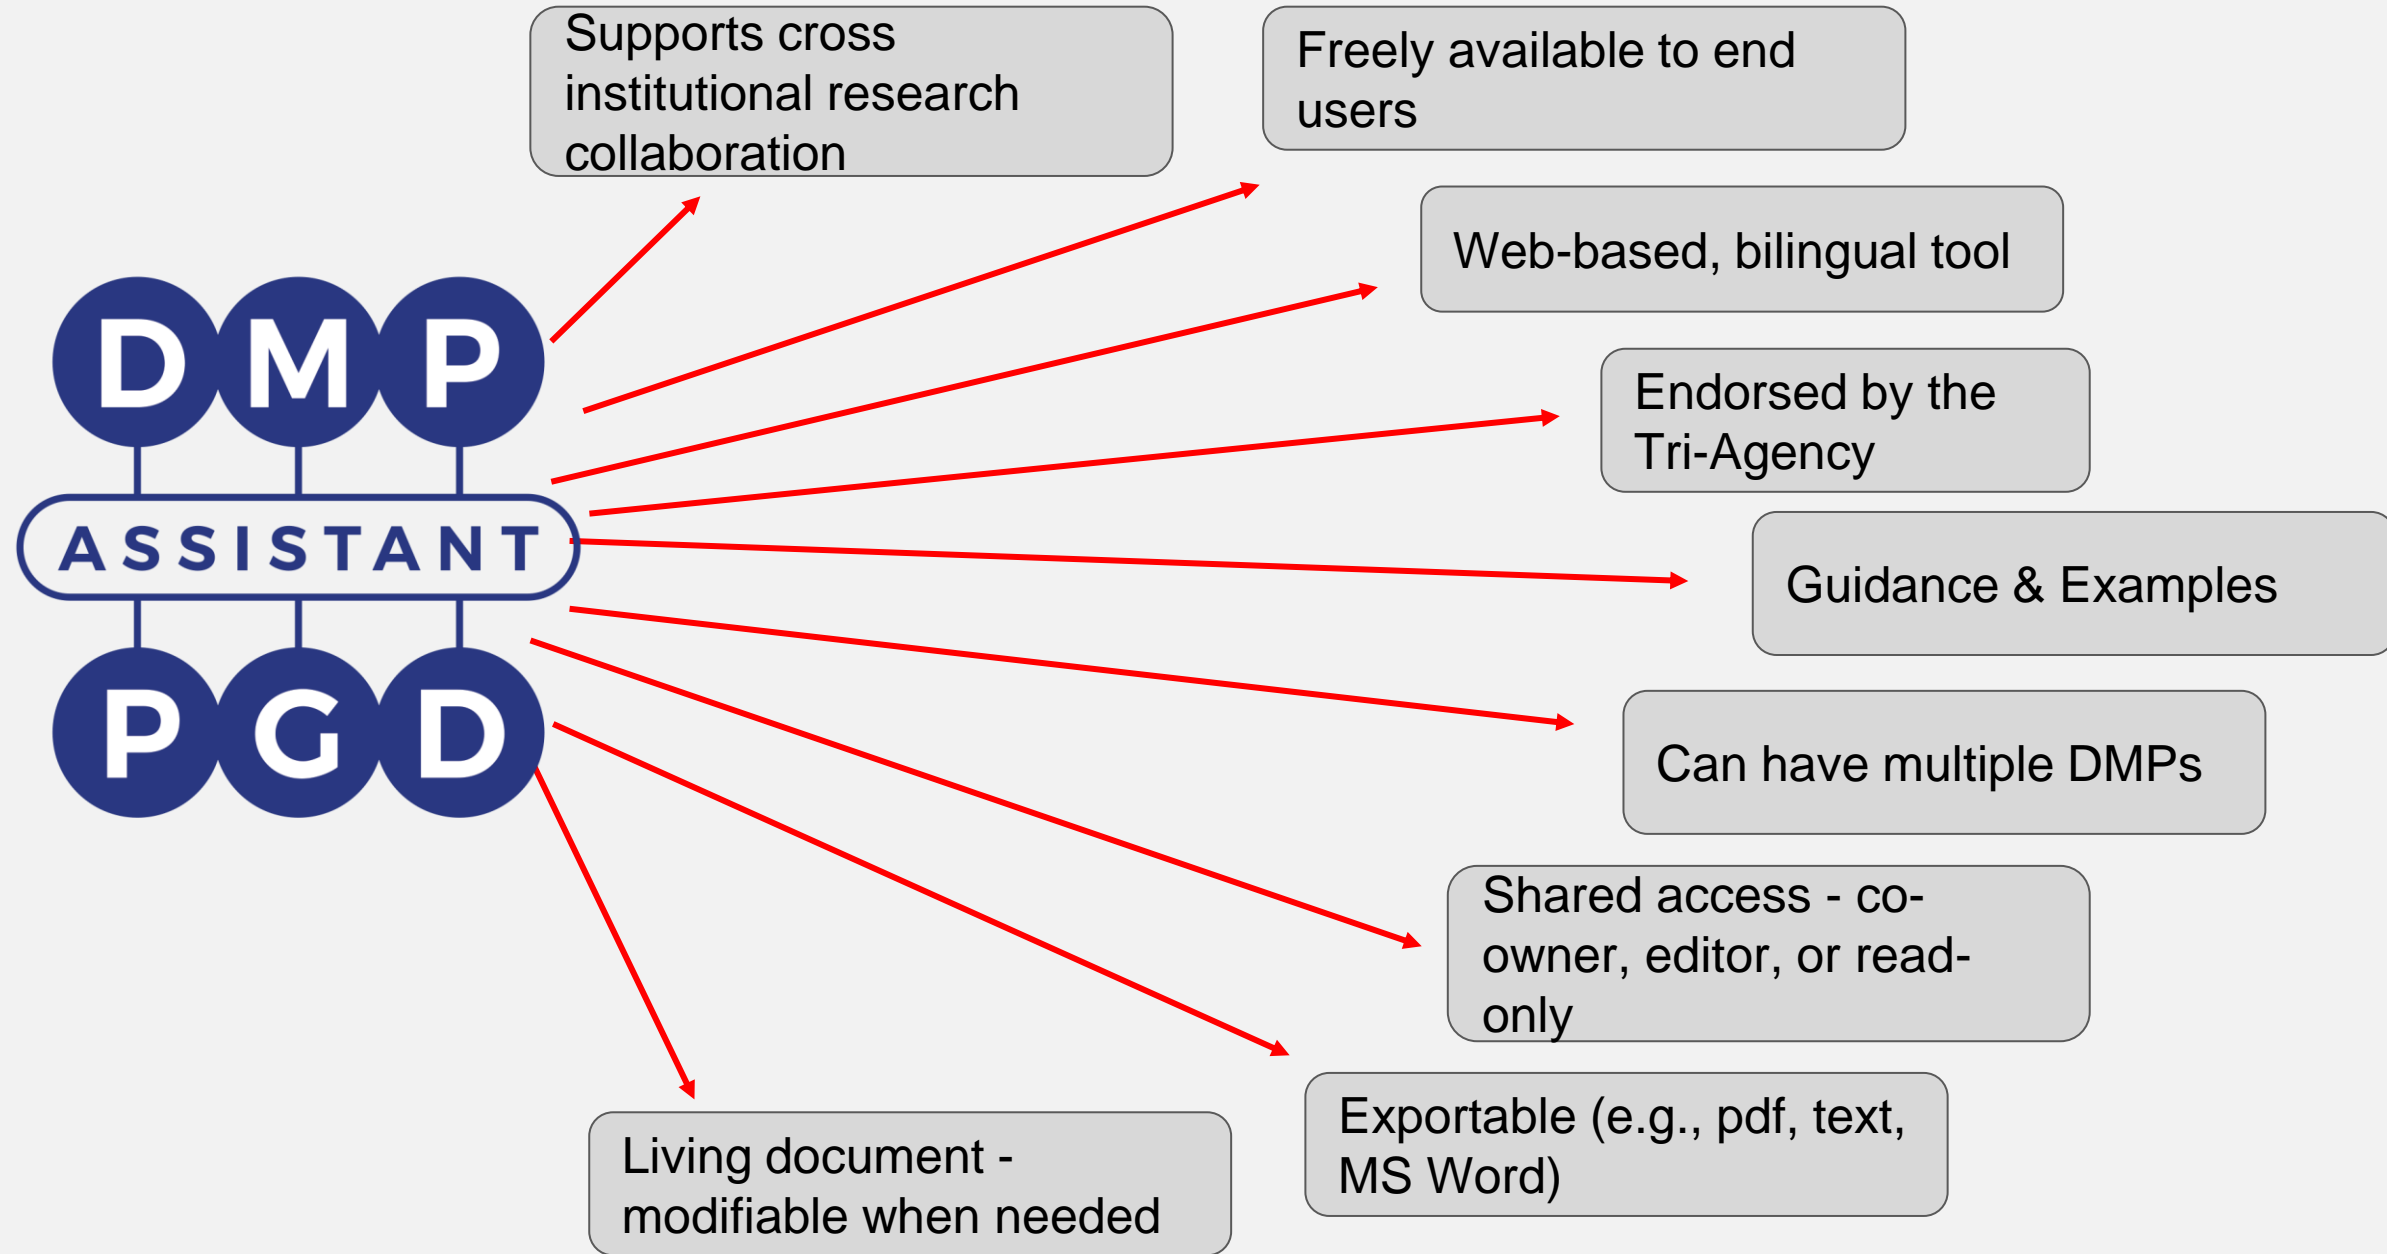 Supports cross
institutional research
collaboration
Freely available to end
users
Web-based, bilingual tool
DMP
ASSISTANT
PGD
Endorsed by the
Tri-Agency
Guidance & Examples
Can have multiple DMPs
Shared access - co-
owner, editor, or read-
only
Exportable (e.g., pdf, text,
MS Word)
Living document -
modifiable when needed